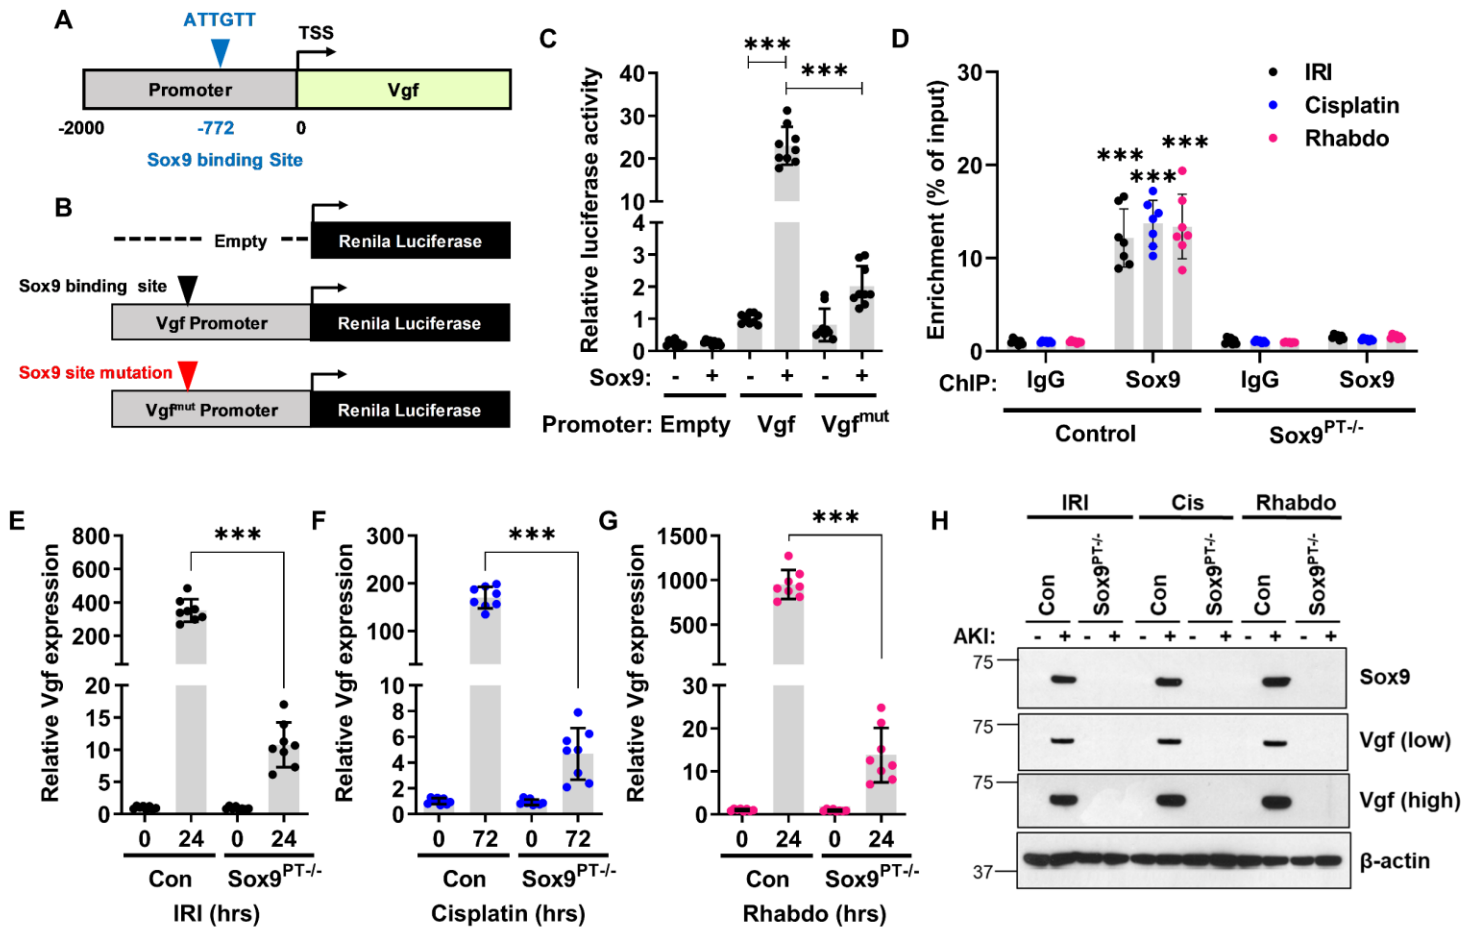 A
ATTGTT
TSS
Promoter
Vgf
-2000
-772
0
Sox9 binding Site
B
Empty
Renila Luciferase
Sox9 binding site
Vgf Promoter
Renila Luciferase
Sox9 site mutation
Vgfmut Promoter
Renila Luciferase
C
Relative luciferase activity
***
***
40
30
20
10
4
3
2
1
0
Sox9: - + - + - +
Promoter: Empty Vgf Vgfmut
D
Enrichment (% of input)
30
20
10
0
IRI
Cisplatin
Rhabdo
***
***
***
ChIP: IgG Sox9 IgG Sox9
Control Sox9PT-/-
E
Relative Vgf expression
***
800
600
400
200
20
15
10
5
0
0 24 0 24
Con Sox9PT-/-
IRI (hrs)
F
Relative Vgf expression
***
300
200
100
10
8
6
4
2
0
0 72 0 72
Con Sox9PT-/-
Cisplatin (hrs)
G
Relative Vgf expression
***
1500
1000
500
30
20
10
0
0 24 0 24
Con Sox9PT-/-
Rhabdo (hrs)
H
IRI Cis Rhabdo
Con Sox9PT-/- Con Sox9PT-/- Con Sox9PT-/-
AKI: - + - + - + - + - + - +
75
Sox9
75
Vgf (low)
75
Vgf (high)
37
β-actin